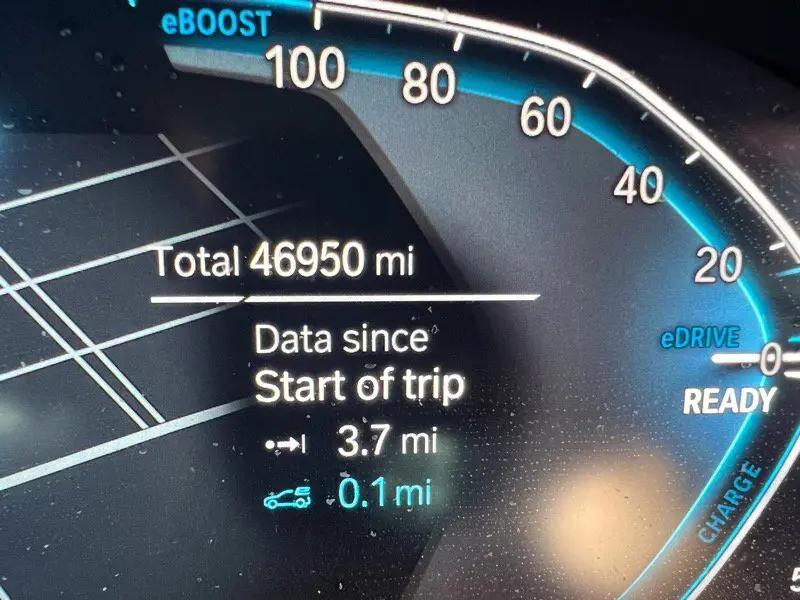 eBOOST
100
80
60
40
20
Total 46950 mi
eDRIVE
0
Data since
READY
Start of trip
3.7 mi
0.1 mi
CHARGE